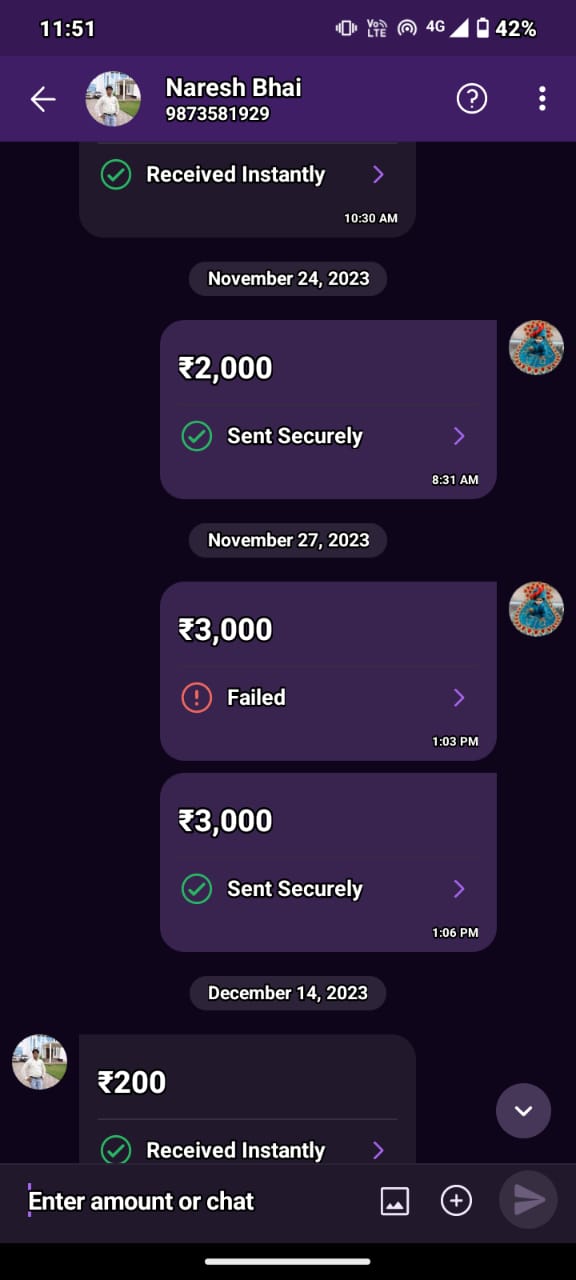 11:51
Vo)) LTE 4G 42%
Naresh Bhai
9873581929
Received Instantly
10:30 AM
November 24, 2023
₹2,000
Sent Securely
8:31 AM
November 27, 2023
₹3,000
Failed
1:03 PM
₹3,000
Sent Securely
1:06 PM
December 14, 2023
₹200
Received Instantly
Enter amount or chat